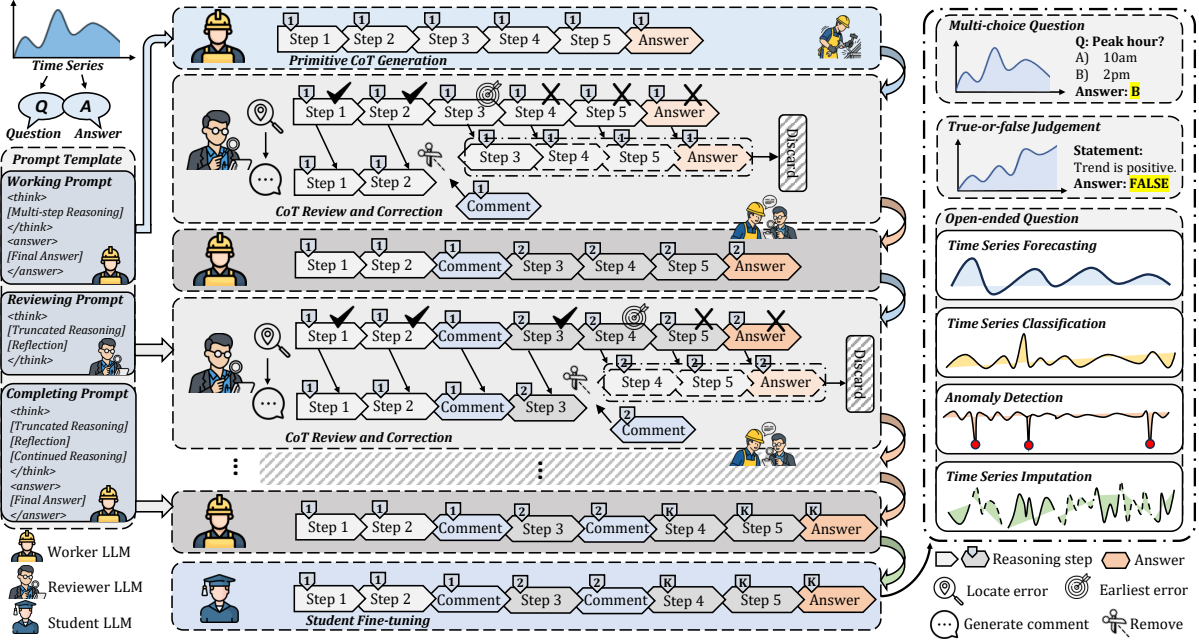 Time Series
Q
A
Question
Answer
Prompt Template
Working Prompt
<think>
[Multi-step Reasoning]
</think>
<answer>
[Final Answer]
</answer>
Reviewing Prompt
<think>
[Truncated Reasoning]
[Reflection]
</think>
Completing Prompt
<think>
[Truncated Reasoning]
[Reflection]
[Continued Reasoning]
</think>
<answer>
[Final Answer]
</answer>
Worker LLM
Reviewer LLM
Student LLM
1 1 1 1 1 1
Step 1 Step 2 Step 3 Step 4 Step 5 Answer
Primitive CoT Generation
1 1 1 1 1 1
Step 1 Step 2 Step 3 Step 4 Step 5 Answer
1 1 1 1
Step 3 Step 4 Step 5 Answer
Discard
1 1
Step 1 Step 2
1
Comment
CoT Review and Correction
1 1 1 2 2 2 2
Step 1 Step 2 Comment Step 3 Step 4 Step 5 Answer
1 1 1 2 2 2 2
Step 1 Step 2 Comment Step 3 Step 4 Step 5 Answer
2 2 2
Step 4 Step 5 Answer
Discard
1 1 1 2
Step 1 Step 2 Comment Step 3
2
Comment
CoT Review and Correction
1 1 1 2 2 K K K
Step 1 Step 2 Comment Step 3 Comment Step 4 Step 5 Answer
1 1 1 2 2 K K K
Step 1 Step 2 Comment Step 3 Comment Step 4 Step 5 Answer
Student Fine-tuning
Multi-choice Question
Q: Peak hour?
A) 10am
B) 2pm
Answer: B
True-or-false Judgement
Statement:
Trend is positive.
Answer: FALSE
Open-ended Question
Time Series Forecasting
Time Series Classification
Anomaly Detection
Time Series Imputation
Reasoning step
Answer
Locate error
Earliest error
Generate comment
Remove